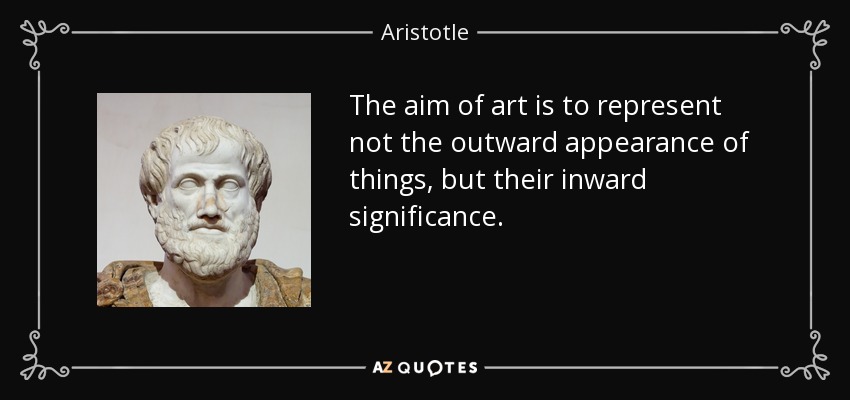 Aristotle
The aim of art is to represent
not the outward appearance of
things, but their inward
significance.
AZ QUOTES